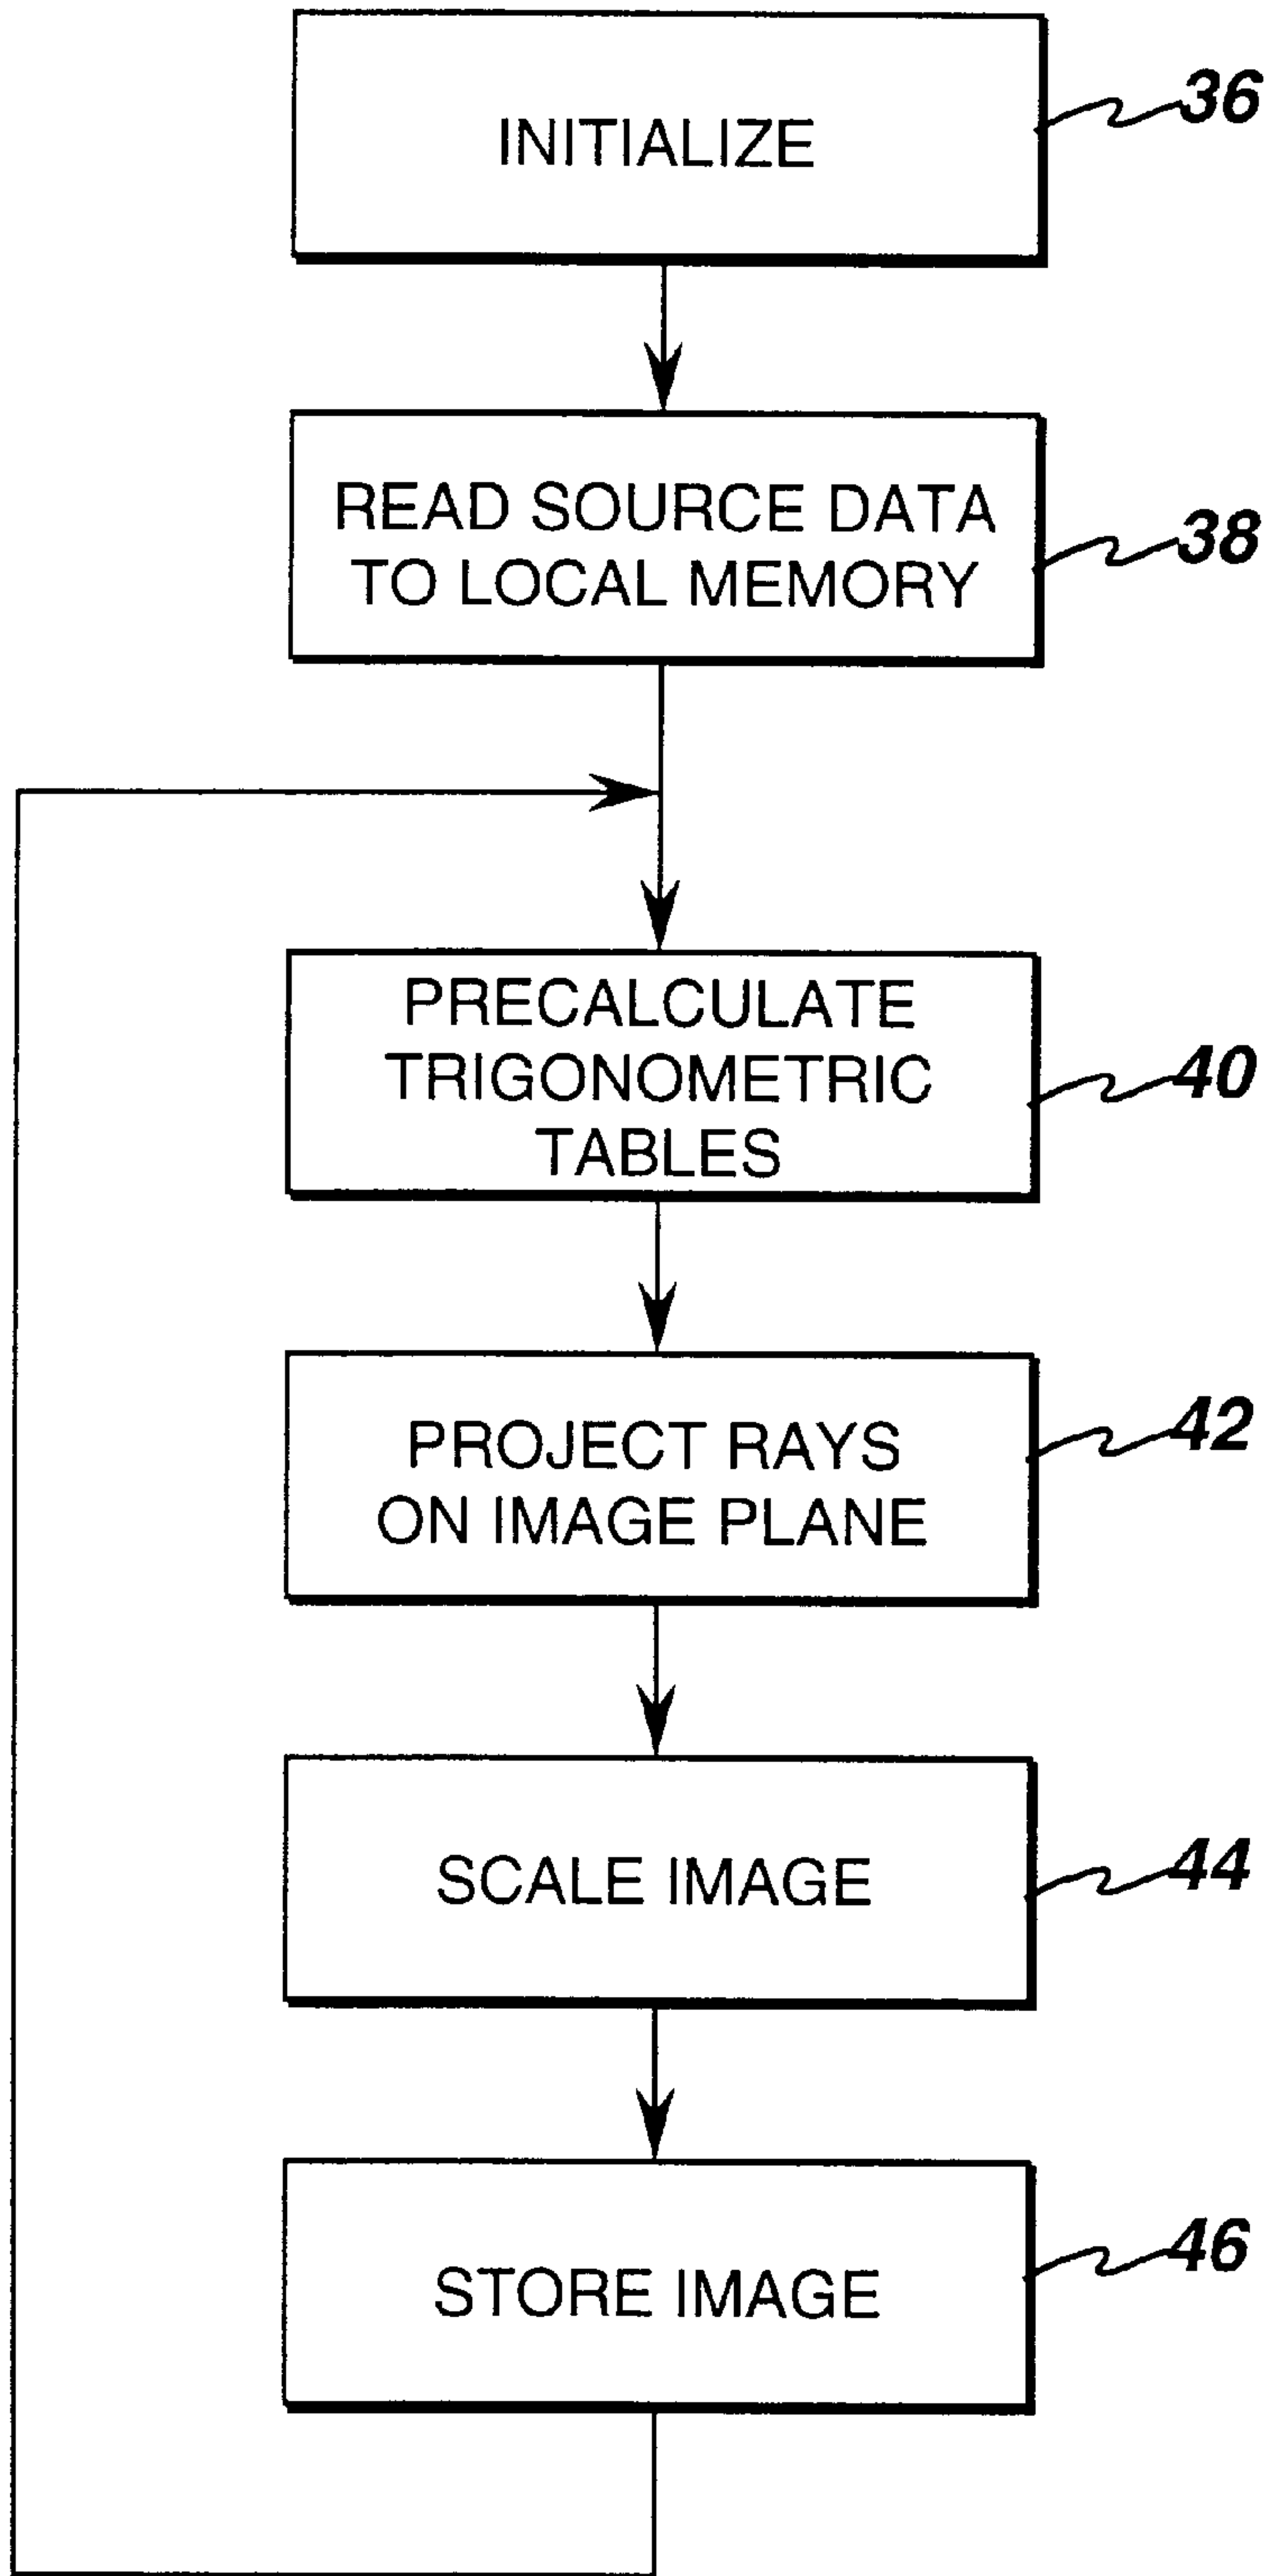 INITIALIZE
36
READ SOURCE DATA
TO LOCAL MEMORY
38
PRECALCULATE
TRIGONOMETRIC
TABLES
40
PROJECT RAYS
ON IMAGE PLANE
42
SCALE IMAGE
44
STORE IMAGE
46